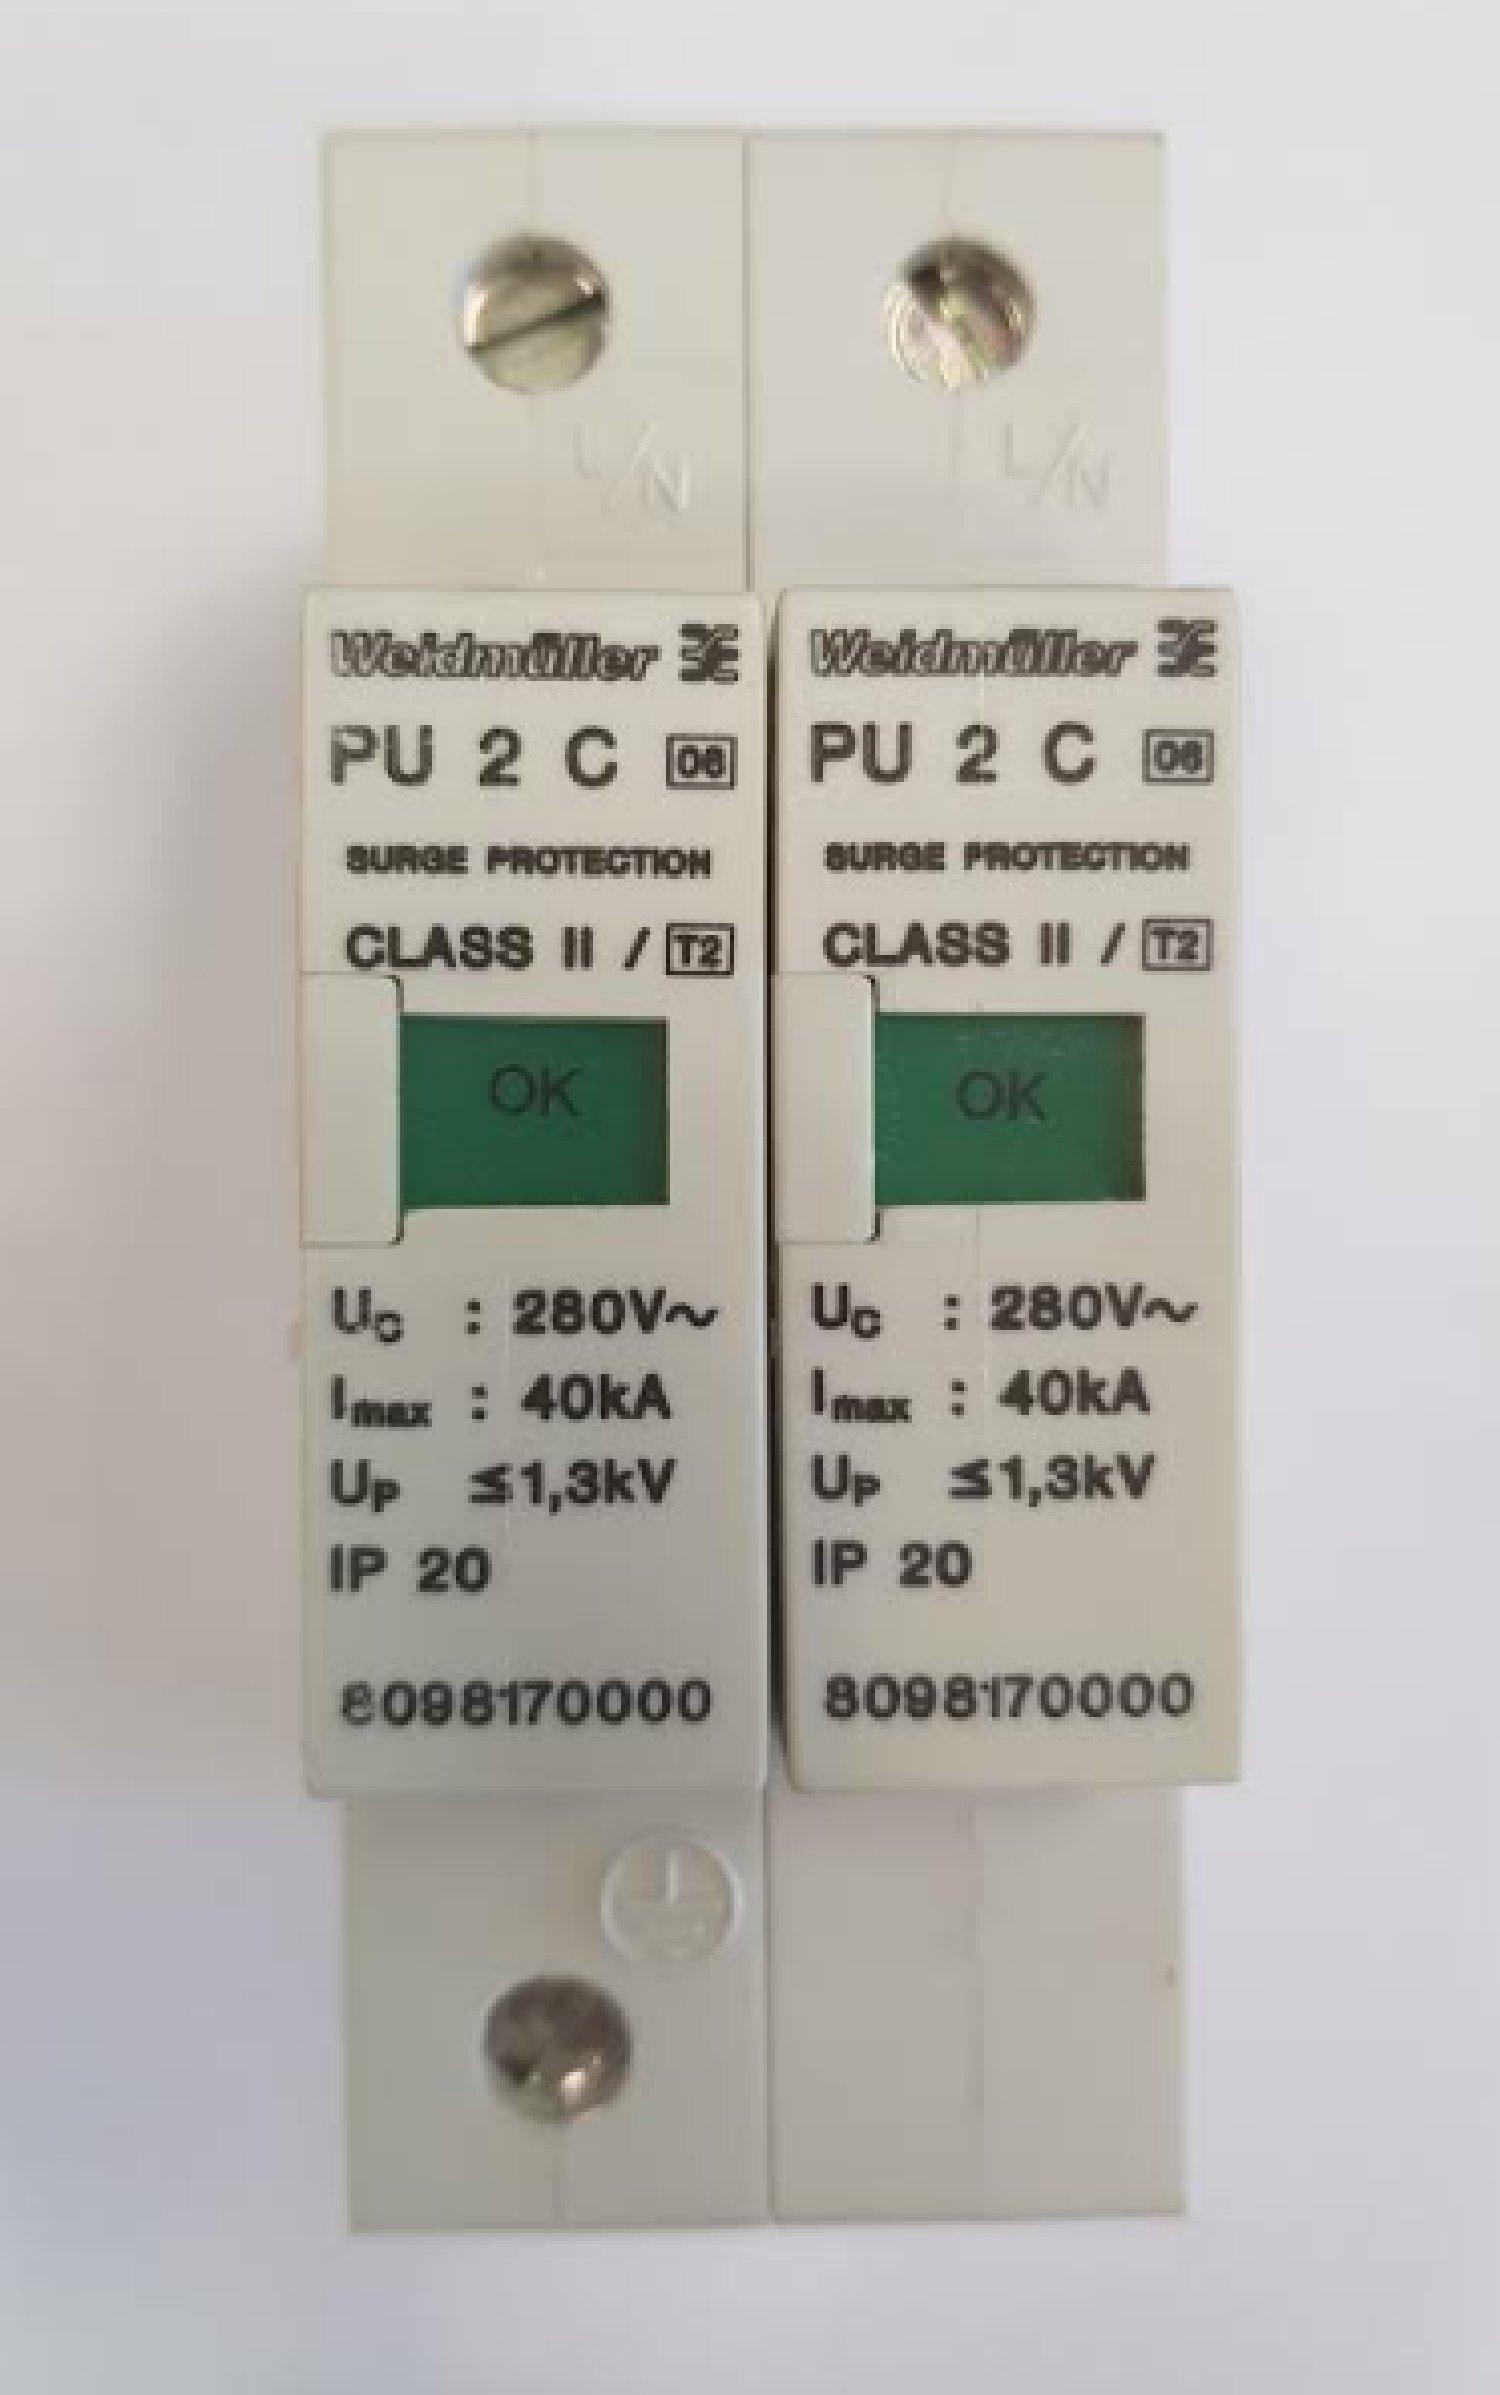 L/N
L/N
Weidmüller
PU 2 C 06
SURGE PROTECTION
CLASS II / T2
OK
UC : 280V~
Imax : 40kA
UP ≤1,3kV
IP 20
8098170000
Weidmüller
PU 2 C 06
SURGE PROTECTION
CLASS II / T2
OK
UC : 280V~
Imax : 40kA
UP ≤1,3kV
IP 20
8098170000